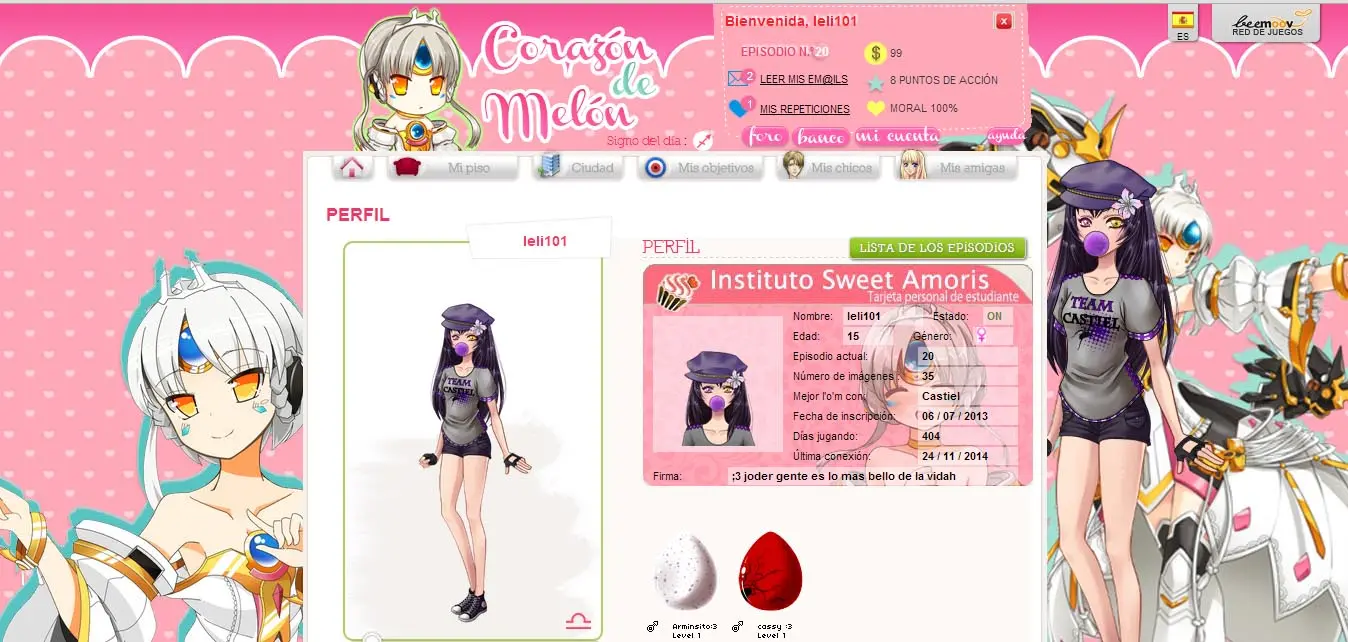 Corazón
de
Melón
Signo del día :
Bienvenida, leli101
x
EPISODIO N.º20
$ 99
2 LEER MIS EM@ILS
8 PUNTOS DE ACCIÓN
1 MIS REPETICIONES
MORAL 100%
foro banco mi cuenta ayuda
ES
beemoov
RED DE JUEGOS
Mi piso Ciudad Mis objetivos Mis chicos Mis amigas
PERFIL
leli101
TEAM
CASTIEL
PERFIL
LISTA DE LOS EPISODIOS
Instituto Sweet Amoris
Tarjeta personal de estudiante
Nombre: leli101 Estado: ON
Edad: 15 Género:
Episodio actual: 20
Número de imágenes : 35
Mejor l'o'm con: Castiel
Fecha de inscripción: 06 / 07 / 2013
Días jugando: 404
Última conexión: 24 / 11 / 2014
Firma: ;3 joder gente es lo mas bello de la vidah
Arminsito:3
Level 1
cassy :3
Level 1
TEAM
CASTIEL